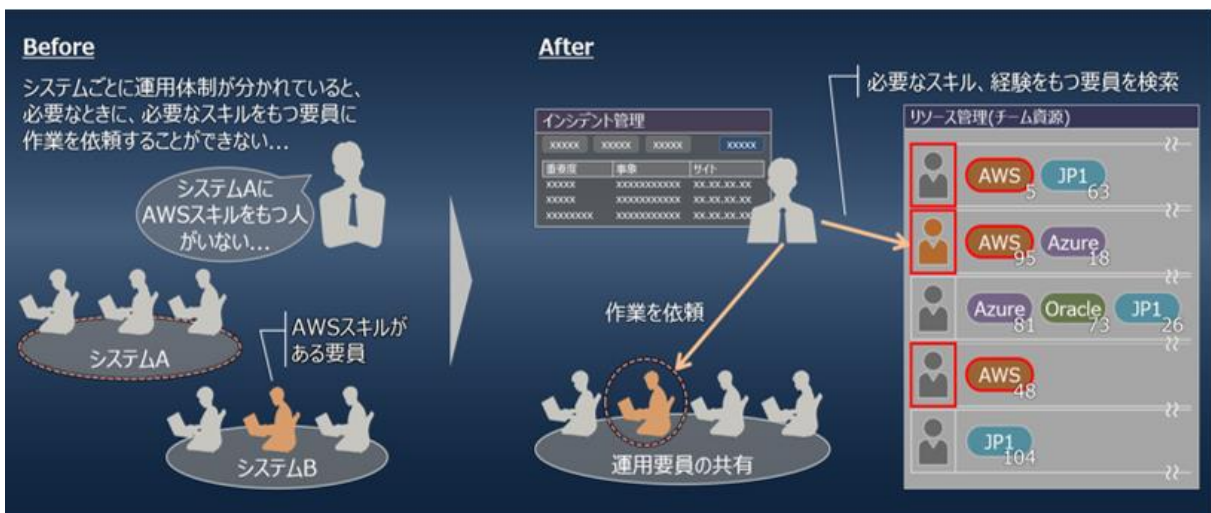 Before
システムごとに運用体制が分かれていると、
必要なときに、必要なスキルをもつ要員に
作業を依頼することができない...
システムAに
AWSスキルをもつ人
がいない...
システムA
AWSスキルが
ある要員
システムB
After
必要なスキル、経験をもつ要員を検索
インシデント管理
xxxxx xxxxx xxxxx xxxxx
重要度 事象 サイト
xxxxx xxxxxxxxxxx xx.xx.xx.xx
xxxxx xxxxxxxxxxx xx.xx.xx.xx
xxxxxxxx xxxxxxxxxxx xx.xx.xx.xx
作業を依頼
運用要員の共有
リソース管理(チーム資源)
AWS 5 JP1 63
AWS 95 Azure 18
Azure 81 Oracle 73 JP1 26
AWS 48
JP1 104